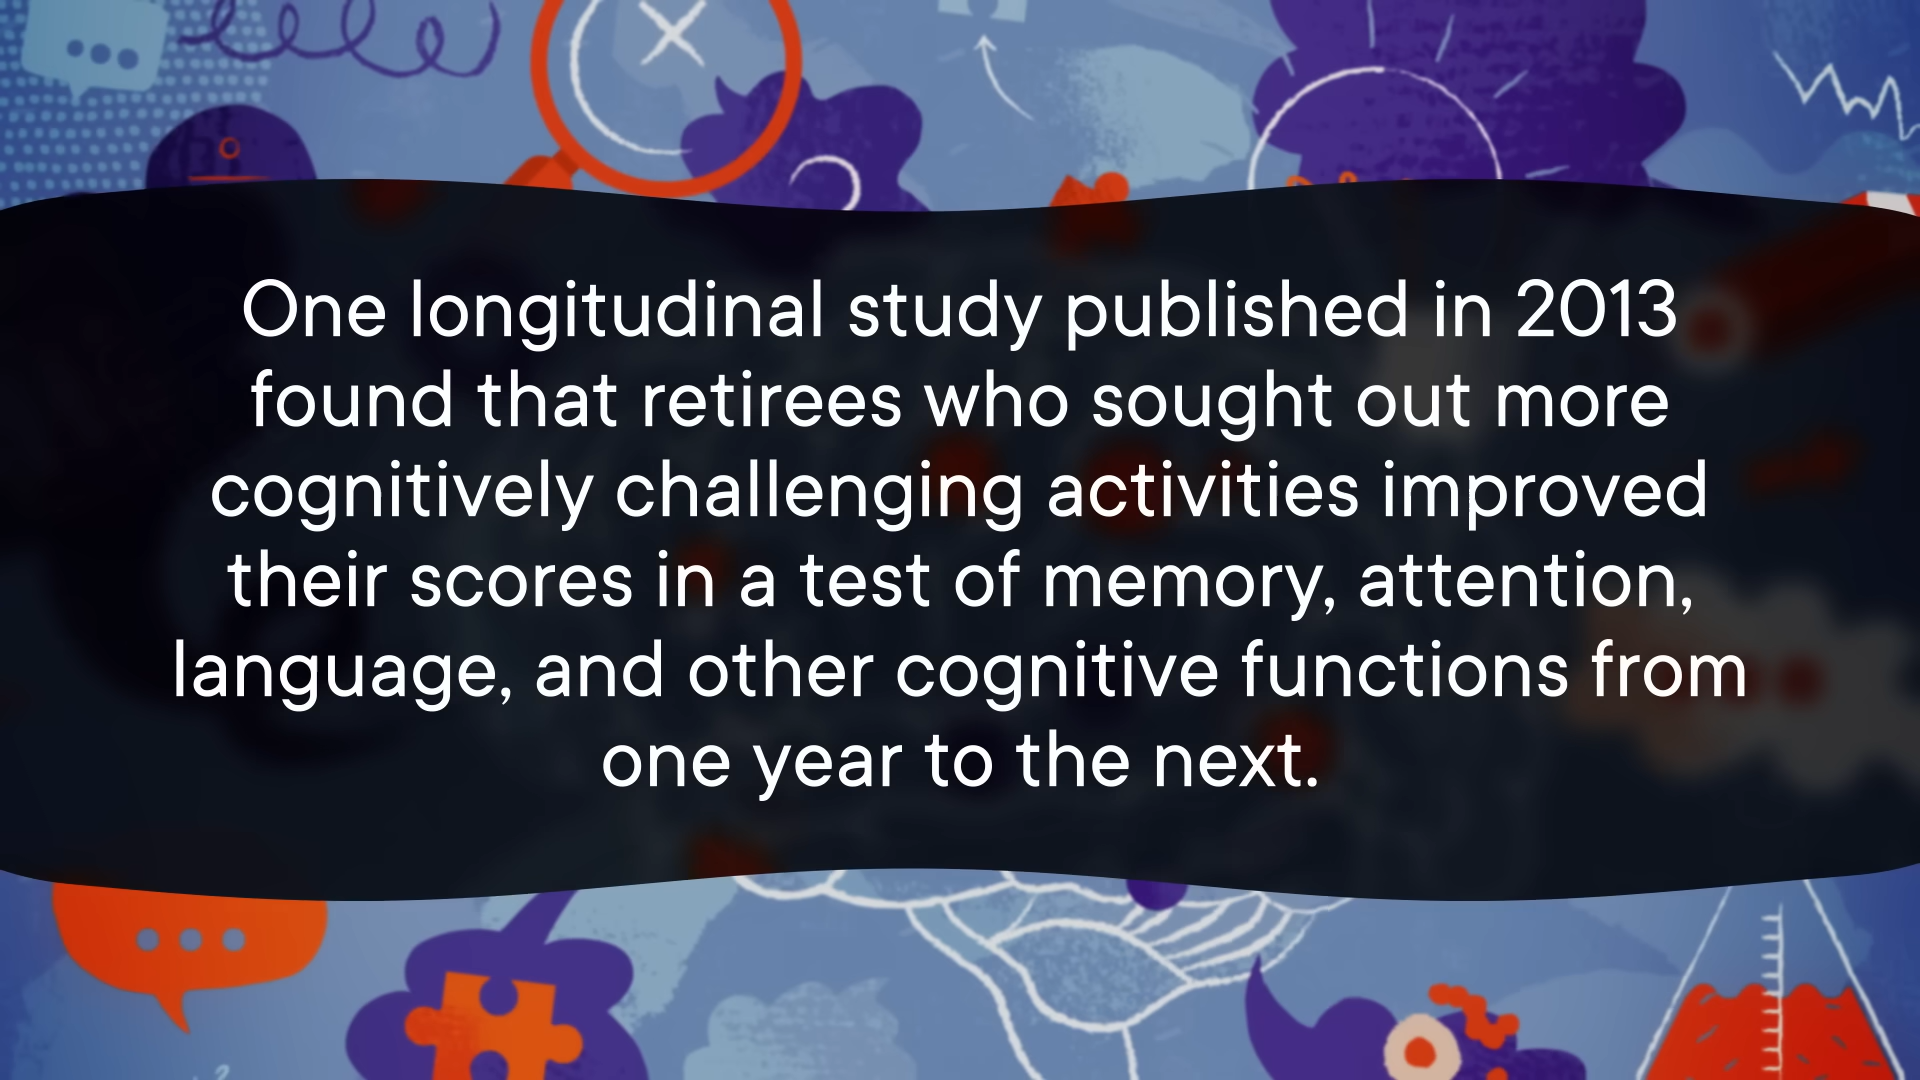 One longitudinal study published in 2013
found that retirees who sought out more
cognitively challenging activities improved
their scores in a test of memory, attention,
language, and other cognitive functions from
one year to the next.
2